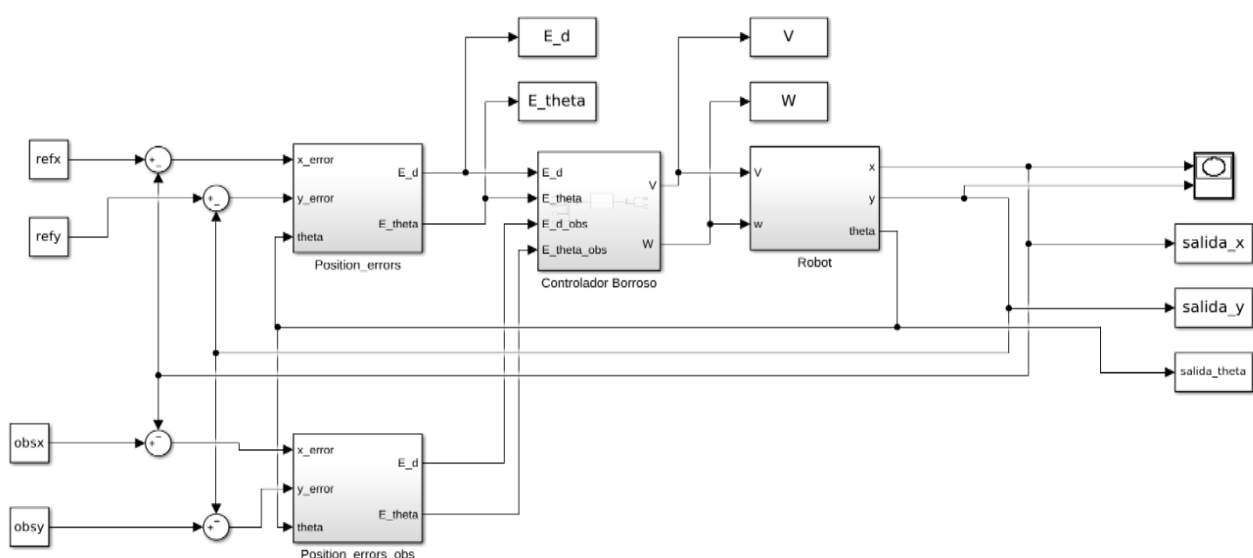 E_d
V
E_theta
W
refx
+
_
x_error
E_d
y_error
E_theta
theta
Position_errors
refy
+
_
E_d
V
E_theta
E_d_obs
W
E_theta_obs
Controlador Borroso
V
x
y
w
theta
Robot
salida_x
salida_y
salida_theta
obsx
+
−
x_error
E_d
y_error
E_theta
theta
Position_errors_obs
obsy
+
−